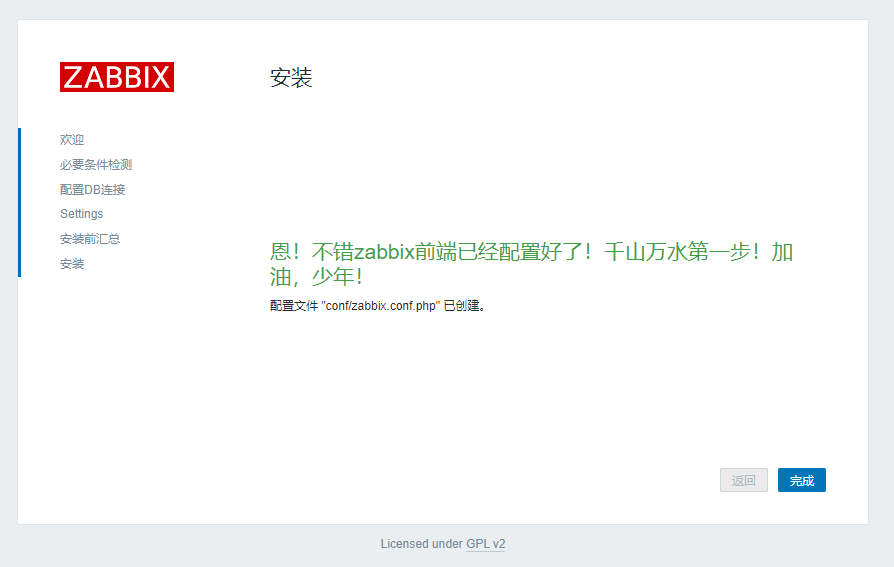 ZABBIX
安装
欢迎
必要条件检测
配置DB连接
Settings
安装前汇总
安装
恩！不错zabbix前端已经配置好了！千山万水第一步！加
油，少年！
配置文件 "conf/zabbix.conf.php" 已创建。
返回
完成
Licensed under GPL v2